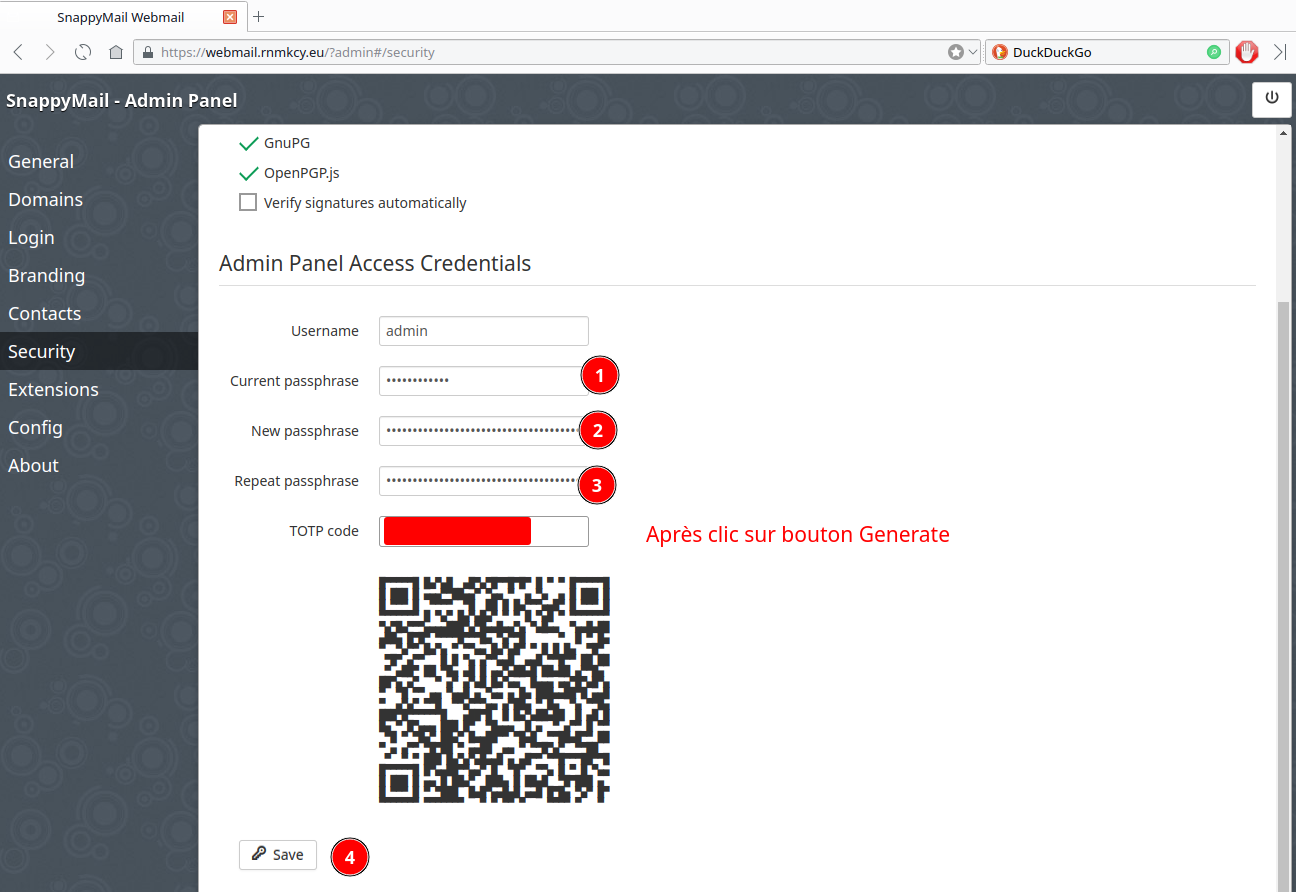 SnappyMail Webmail
https://webmail.rnmkcy.eu/?admin#/security
DuckDuckGo
SnappyMail - Admin Panel
General
Domains
Login
Branding
Contacts
Security
Extensions
Config
About
GnuPG
OpenPGP.js
Verify signatures automatically
Admin Panel Access Credentials
Username admin
Current passphrase •••••••••••• 1
New passphrase 2
Repeat passphrase 3
TOTP code
Après clic sur bouton Generate
Save 4